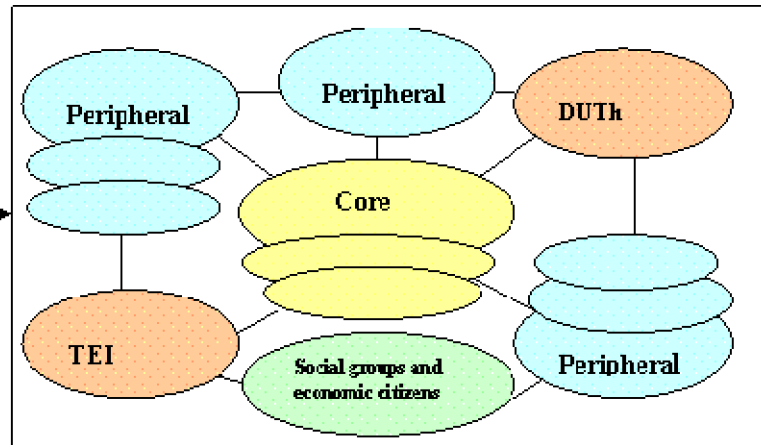 Peripheral
Peripheral
DUTh
Core
TEI
Social groups and
economic citizens
Peripheral